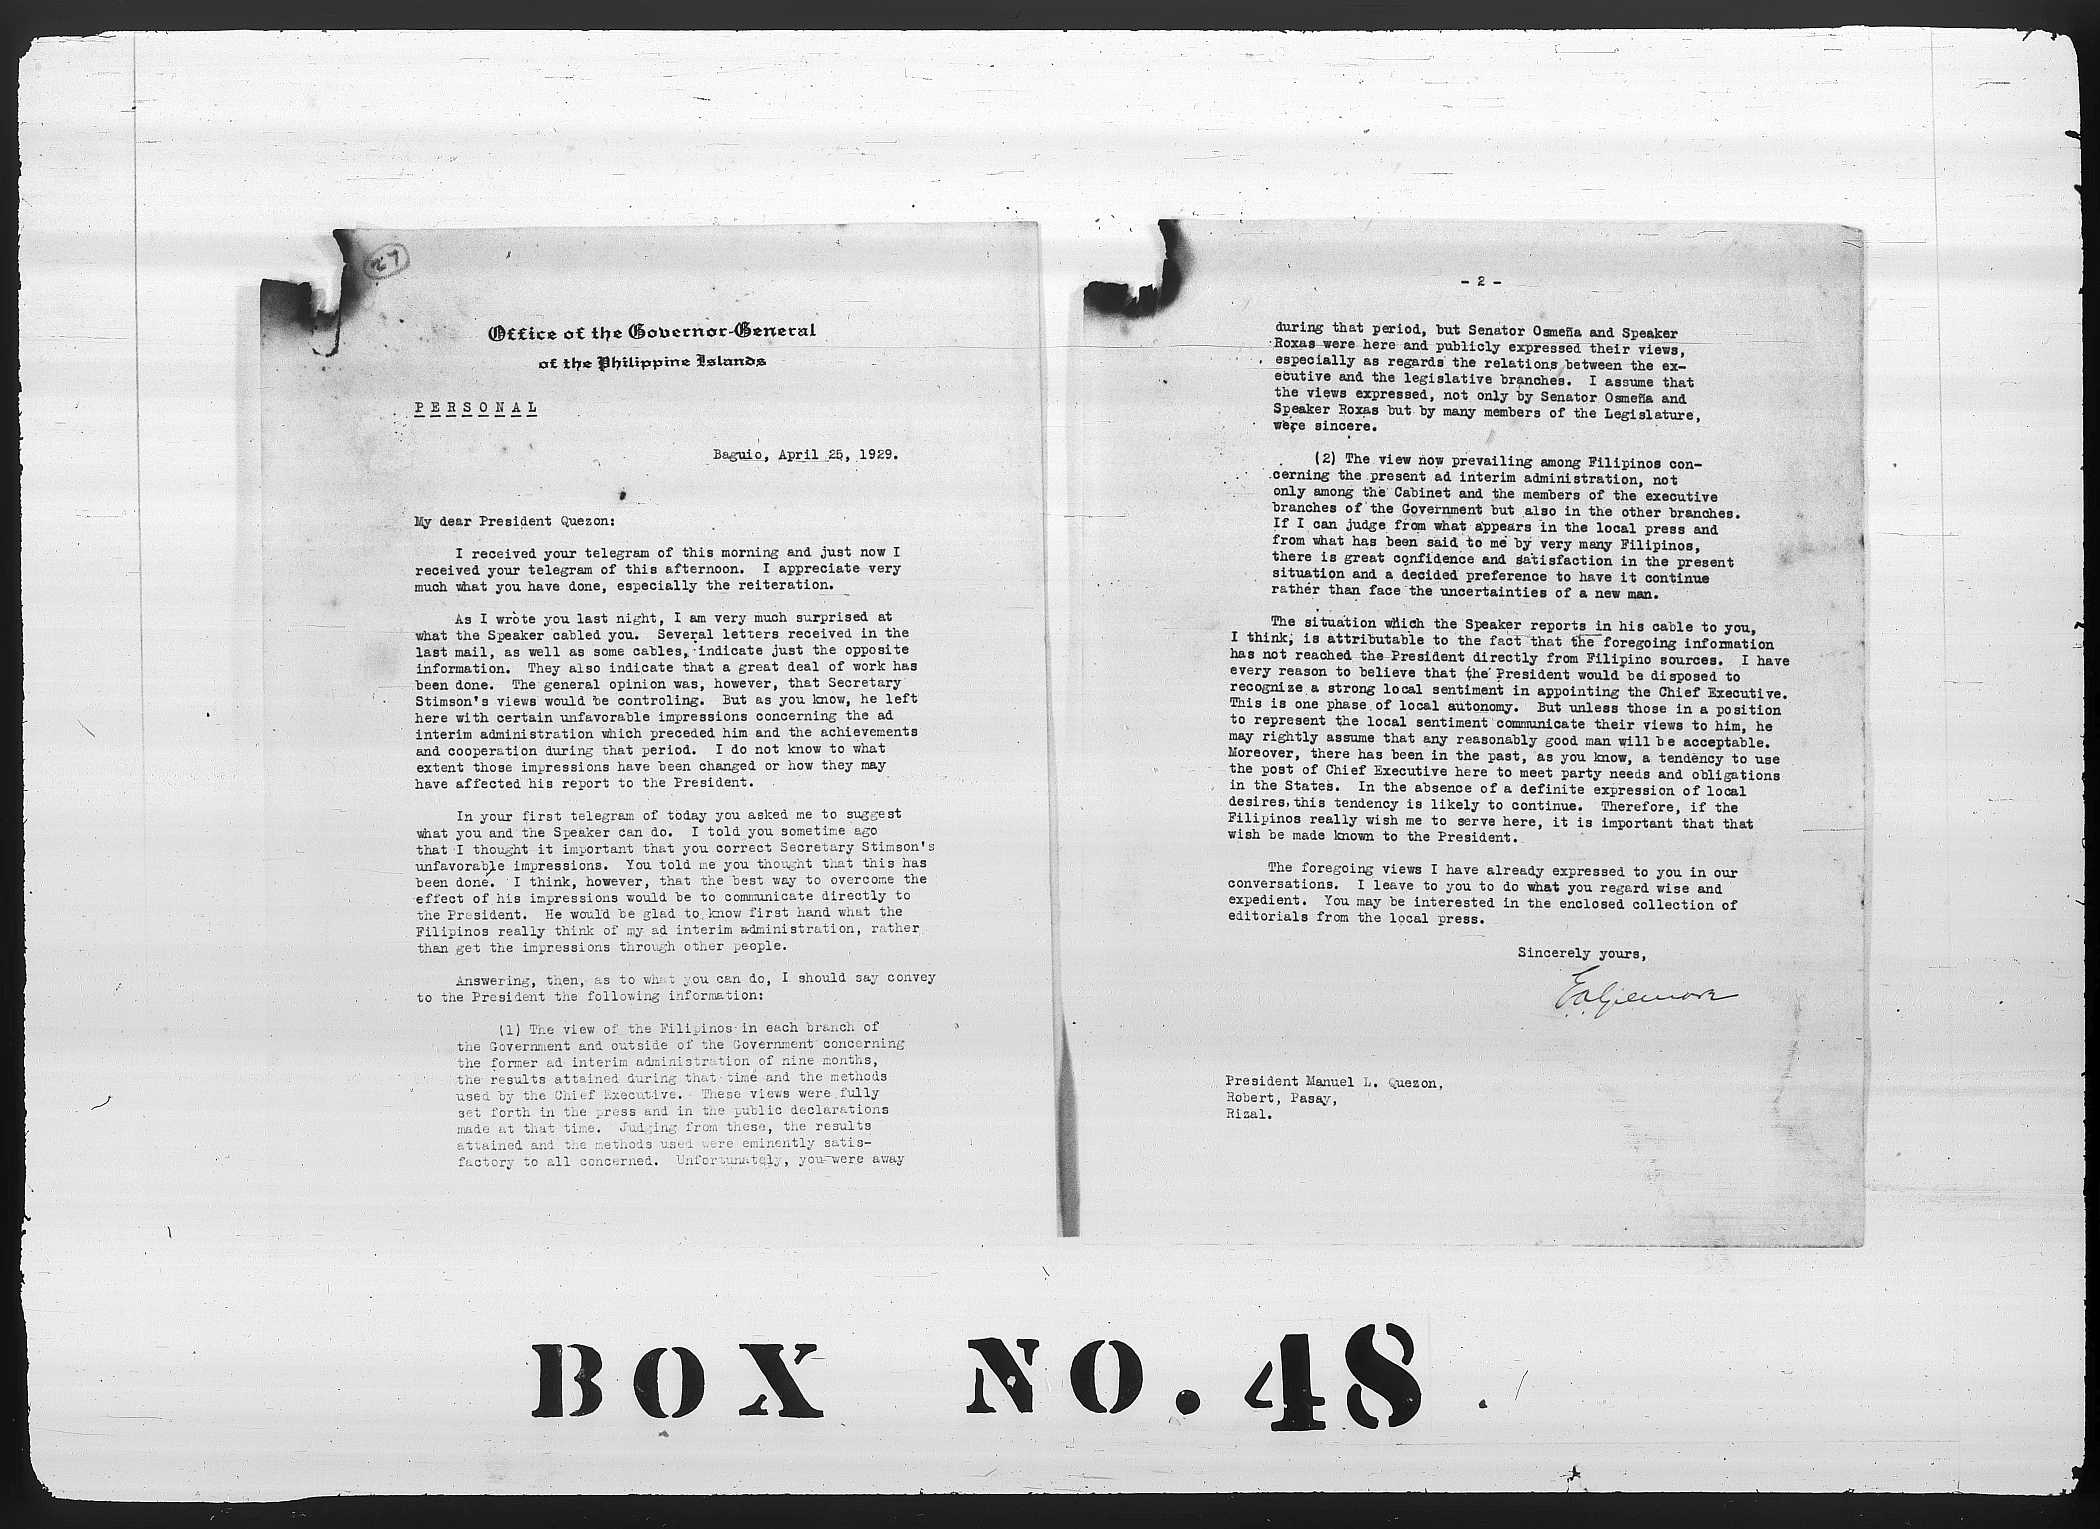 27
Office of the Governor-General
of the Philippine Islands
PERSONAL
Baguio, April 25, 1929.
My dear President Quezon:
I received your telegram of this morning and just now I
received your telegram of this afternoon. I appreciate very
much what you have done, especially the reiteration.
As I wrote you last night, I am very much surprised at
what the Speaker cabled you. Several letters received in the
last mail, as well as some cables, indicate just the opposite
information. They also indicate that a great deal of work has
been done. The general opinion was, however, that Secretary
Stimson's views would be controling. But as you know, he left
here with certain unfavorable impressions concerning the ad
interim administration which preceded him and the achievements
and cooperation during that period. I do not know to what
extent those impressions have been changed or how they may
have affected his report to the President.
In your first telegram of today you asked me to suggest
what you and the Speaker can do. I told you sometime ago
that I thought it important that you correct Secretary Stimson's
unfavorable impressions. You told me you thought that this has
been done. I think, however, that the best way to overcome the
effect of his impressions would be to communicate directly to
the President. He would be glad to know first hand what the
Filipinos really think of my ad interim administration, rather
than get the impressions through other people.
Answering, then, as to what you can do, I should say convey
to the President the following information:
(1) The view of the Filipinos in each branch of
the Government and outside of the Government concerning
the former ad interim administration of nine months,
the results attained during that time and the methods
used by the Chief Executive. These views were fully
set forth in the press and in the public declarations
made at that time. Judging from these, the results
attained and the methods used were eminently satis-
factory to all concerned. Unfortunately, you were away
- 2 -
during that period, but Senator Osmeña and Speaker
Roxas were here and publicly expressed their views,
especially as regards the relations between the ex-
ecutive and the legislative branches. I assume that
the views expressed, not only by Senator Osmeña and
Speaker Roxas but by many members of the Legislature,
were sincere.
(2) The view now prevailing among Filipinos con-
cerning the present ad interim administration, not
only among the Cabinet and the members of the executive
branches of the Government but also in the other branches.
If I can judge from what appears in the local press and
from what has been said to me by very many Filipinos,
there is great confidence and satisfaction in the present
situation and a decided preference to have it continue
rather than face the uncertainties of a new man.
The situation which the Speaker reports in his cable to you,
I think, is attributable to the fact that the foregoing information
has not reached the President directly from Filipino sources. I have
every reason to believe that the President would be disposed to
recognize a strong local sentiment in appointing the Chief Executive.
This is one phase of local autonomy. But unless those in a position
to represent the local sentiment communicate their views to him, he
may rightly assume that any reasonably good man will be acceptable.
Moreover, there has been in the past, as you know, a tendency to use
the post of Chief Executive here to meet party needs and obligations
in the States. In the absence of a definite expression of local
desires, this tendency is likely to continue. Therefore, if the
Filipinos really wish me to serve here, it is important that that
wish be made known to the President.
The foregoing views I have already expressed to you in our
conversations. I leave to you to do what you regard wise and
expedient. You may be interested in the enclosed collection of
editorials from the local press.
Sincerely yours,
EaGilmore
President Manuel L. Quezon,
Robert, Pasay,
Rizal.
BOX NO. 48